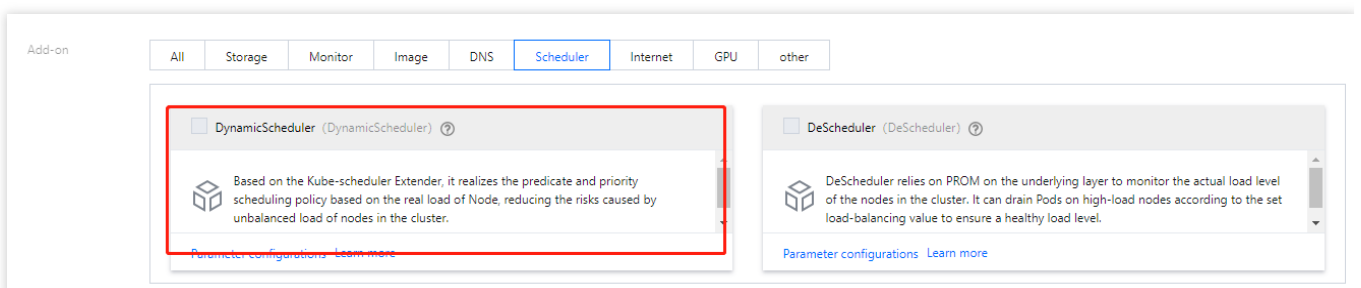 Add-on
All Storage Monitor Image DNS Scheduler Internet GPU other
DynamicScheduler (DynamicScheduler) ?
Based on the Kube-scheduler Extender, it realizes the predicate and priority
scheduling policy based on the real load of Node, reducing the risks caused by
unbalanced load of nodes in the cluster.
Parameter configurations Learn more
DeScheduler (DeScheduler) ?
DeScheduler relies on PROM on the underlying layer to monitor the actual load level
of the nodes in the cluster. It can drain Pods on high-load nodes according to the set
load-balancing value to ensure a healthy load level.
Parameter configurations Learn more